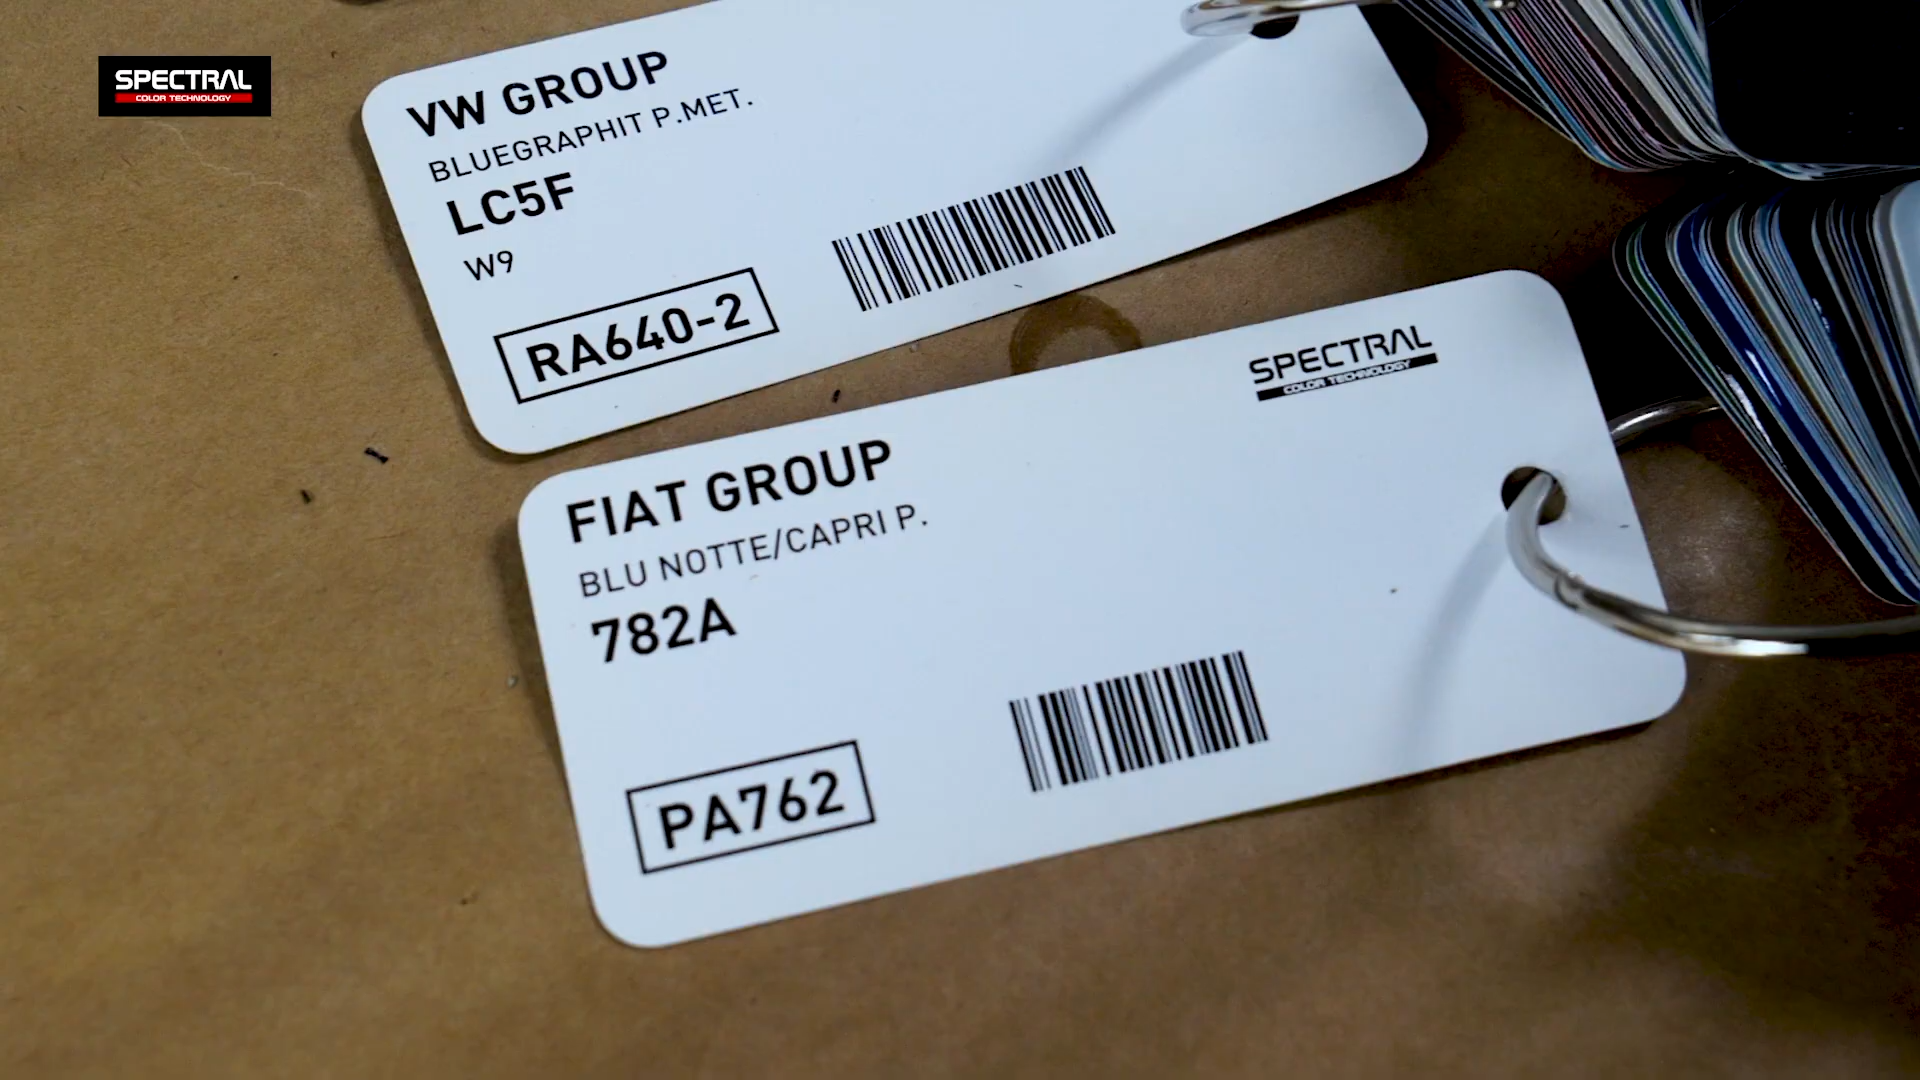 SPECTRAL
COLOR TECHNOLOGY
VW GROUP
BLUEGRAPHIT P.MET.
LC5F
W9
RA640-2
SPECTRAL
COLOR TECHNOLOGY
FIAT GROUP
BLU NOTTE/CAPRI P.
782A
PA762